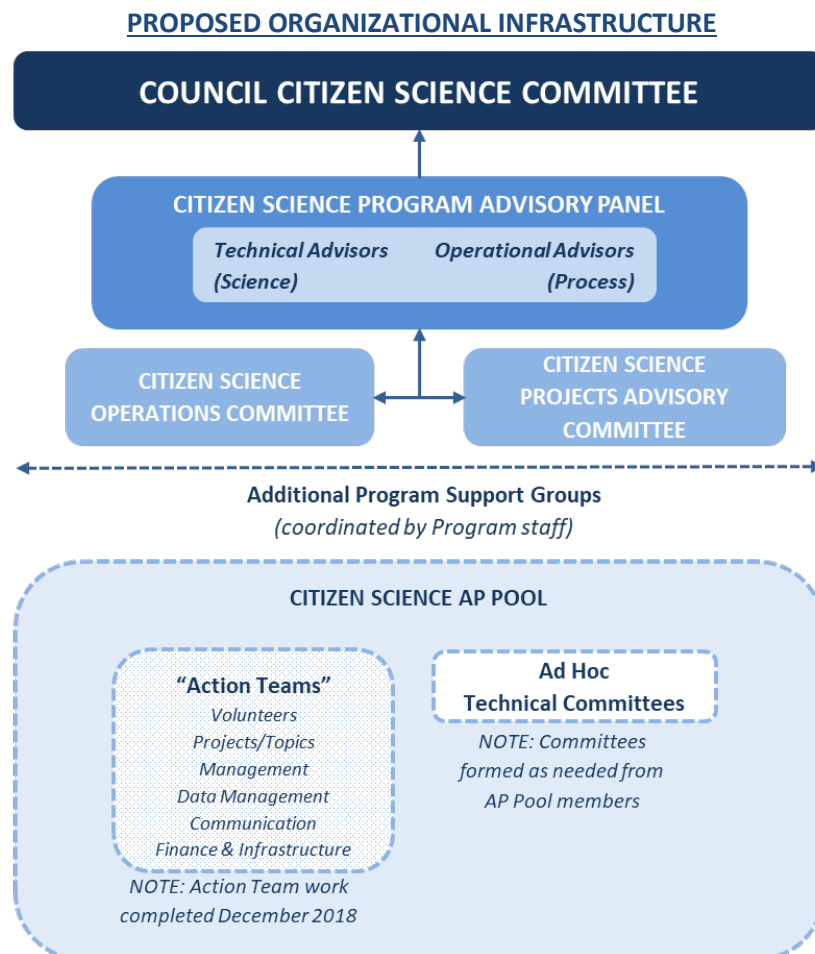 PROPOSED ORGANIZATIONAL INFRASTRUCTURE
COUNCIL CITIZEN SCIENCE COMMITTEE
CITIZEN SCIENCE PROGRAM ADVISORY PANEL
Technical Advisors
(Science)
Operational Advisors
(Process)
CITIZEN SCIENCE
OPERATIONS COMMITTEE
CITIZEN SCIENCE
PROJECTS ADVISORY
COMMITTEE
Additional Program Support Groups
(coordinated by Program staff)
CITIZEN SCIENCE AP POOL
“Action Teams”
Volunteers
Projects/Topics
Management
Data Management
Communication
Finance & Infrastructure
NOTE: Action Team work
completed December 2018
Ad Hoc
Technical Committees
NOTE: Committees
formed as needed from
AP Pool members